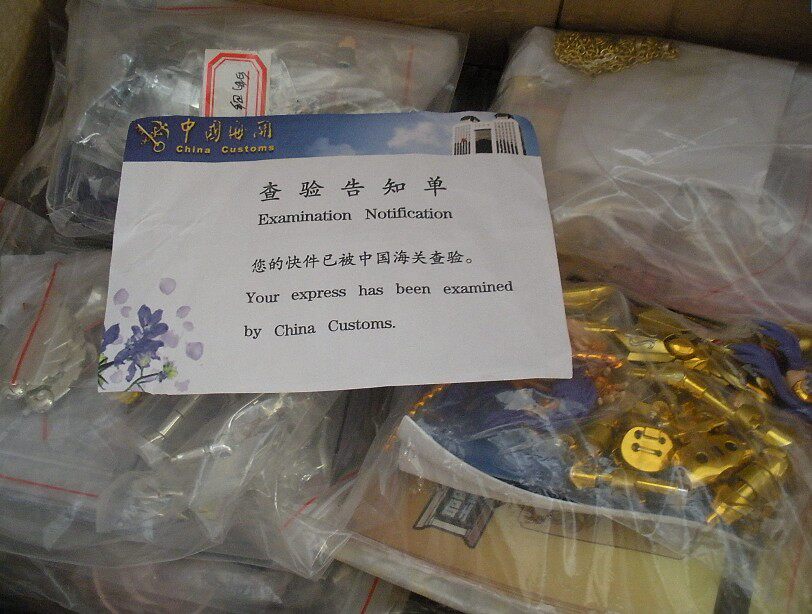 中国海关
China Customs
查验告知单
Examination Notification
您的快件已被中国海关查验。
Your express has been examined
by China Customs.